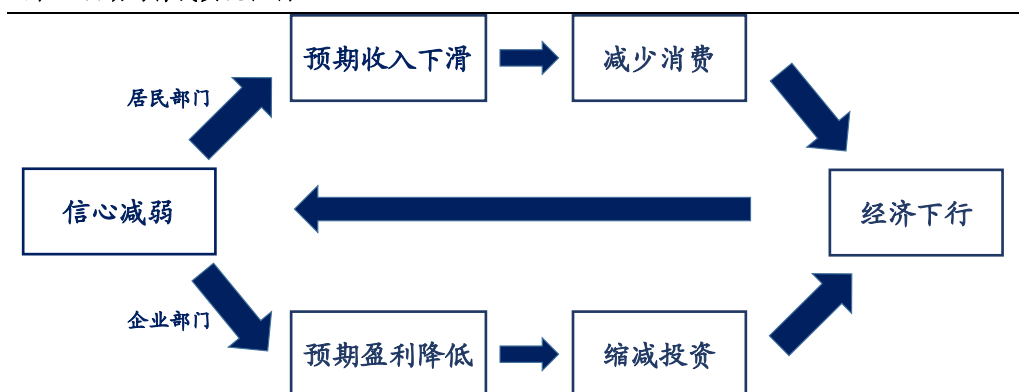 预期收入下滑
减少消费
居民部门
信心减弱
经济下行
企业部门
预期盈利降低
缩减投资